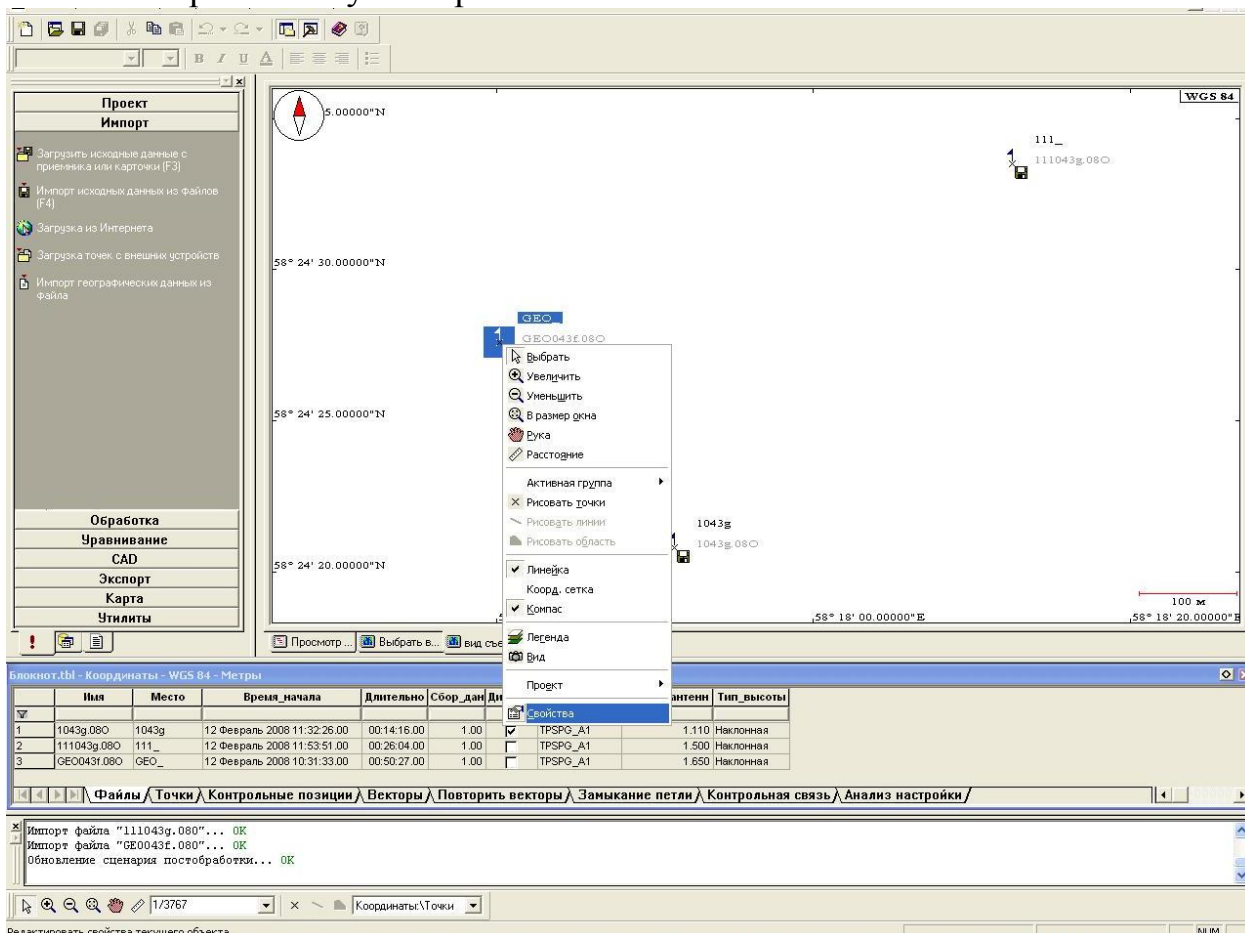 B I U A
Проект
Импорт
Загрузить исходные данные с
приемника или карточки (F3)
Импорт исходных данных из файлов
(F4)
Загрузка из Интернета
Загрузка точек с внешних устройств
Импорт географических данных из
файла
Обработка
Уравнивание
CAD
Экспорт
Карта
Утилиты
5.00000"N
WGS 84
111_
111043g.08O
58° 24' 30.00000"N
GEO_
GEO043f.08O
58° 24' 25.00000"N
1043g
1043g.08O
58° 24' 20.00000"N
100 м
58° 18' 00.00000"E
58° 18' 20.00000"E
Выбрать
Увеличить
Уменьшить
В размер окна
Рука
Расстояние
Активная группа
Рисовать точки
Рисовать линии
Рисовать область
Линейка
Коорд. сетка
Компас
Легенда
Вид
Проект
Свойства
Просмотр ... Выбрать в... вид съе
Блокнот.tbl - Координаты - WGS 84 - Метры
Имя Место Время_начала Длительно Сбор_дан Ди антенн Тип_высоты
1 1043g.08O 1043g 12 Февраль 2008 11:32:26.00 00:14:16.00 1.00 TPSPG_A1 1.110 Наклонная
2 111043g.08O 111_ 12 Февраль 2008 11:53:51.00 00:26:04.00 1.00 TPSPG_A1 1.500 Наклонная
3 GEO043f.08O GEO_ 12 Февраль 2008 10:31:33.00 00:50:27.00 1.00 TPSPG_A1 1.650 Наклонная
Файлы Точки Контрольные позиции Векторы Повторить векторы Замыкание петли Контрольная связь Анализ настройки
Импорт файла "111043g.08O"... OK
Импорт файла "GEO043f.08O"... OK
Обновление сценария постобработки... OK
1/3767 Координаты:\Точки
Редактировать свойства текущего объекта
NUM